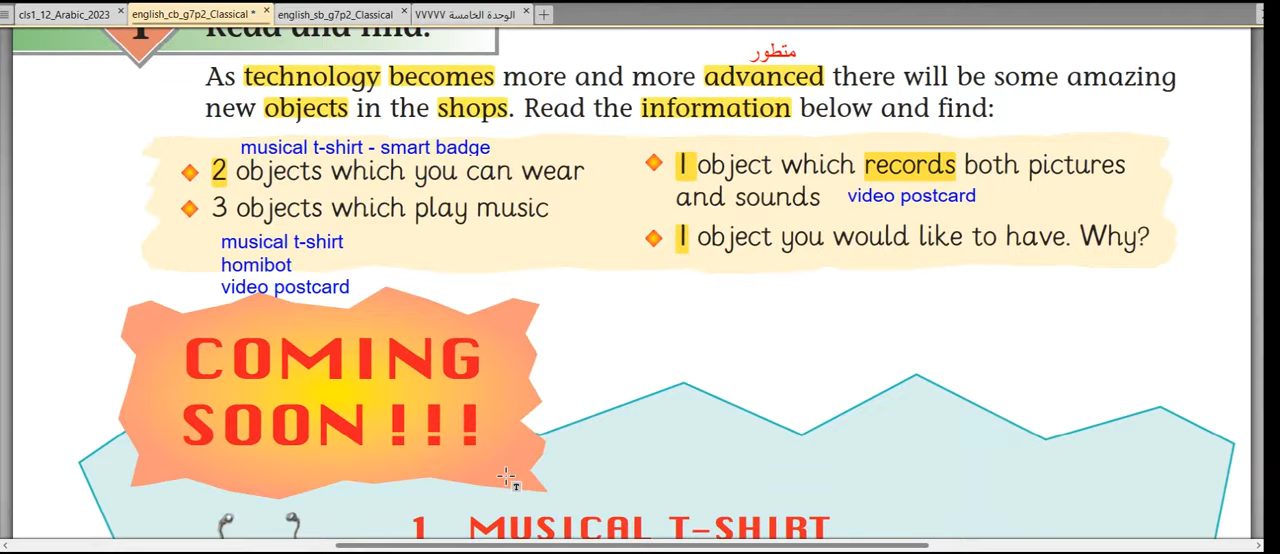 cls1_12_Arabic_2023
english_cb_g7p2_Classical *
english_sb_g7p2_Classical
الوحدة الخامسة ٧٧٧٧٧
1 Read and find.
متطور
As technology becomes more and more advanced there will be some amazing
new objects in the shops. Read the information below and find:
musical t-shirt - smart badge
2 objects which you can wear
3 objects which play music
musical t-shirt
homibot
video postcard
1 object which records both pictures
and sounds
video postcard
1 object you would like to have. Why?
COMING
SOON!!!
1 MUSICAL T-SHIRT